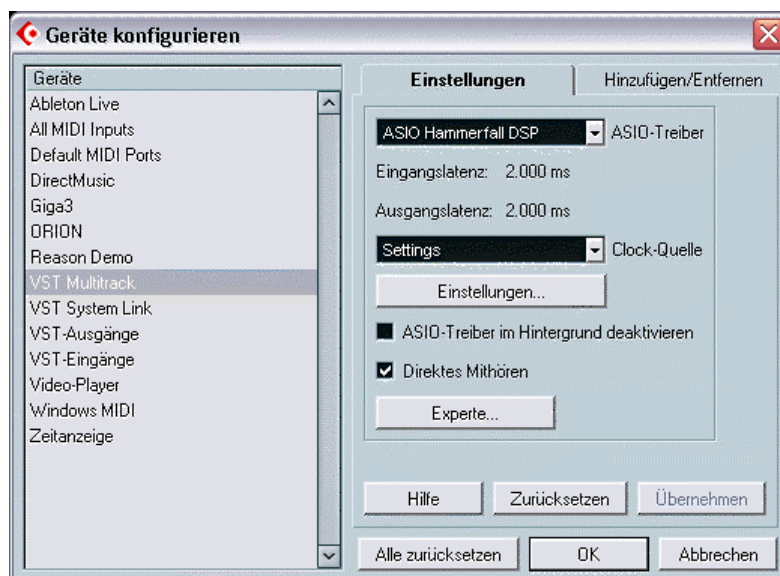 Geräte konfigurieren
Geräte
Ableton Live
All MIDI Inputs
Default MIDI Ports
DirectMusic
Giga3
ORION
Reason Demo
VST Multitrack
VST System Link
VST-Ausgänge
VST-Eingänge
Video-Player
Windows MIDI
Zeitanzeige
Einstellungen
Hinzufügen/Entfernen
ASIO Hammerfall DSP ASIO-Treiber
Eingangslatenz: 2.000 ms
Ausgangslatenz: 2.000 ms
Settings Clock-Quelle
Einstellungen...
ASIO-Treiber im Hintergrund deaktivieren
Direktes Mithören
Experte...
Hilfe Zurücksetzen Übernehmen
Alle zurücksetzen OK Abbrechen